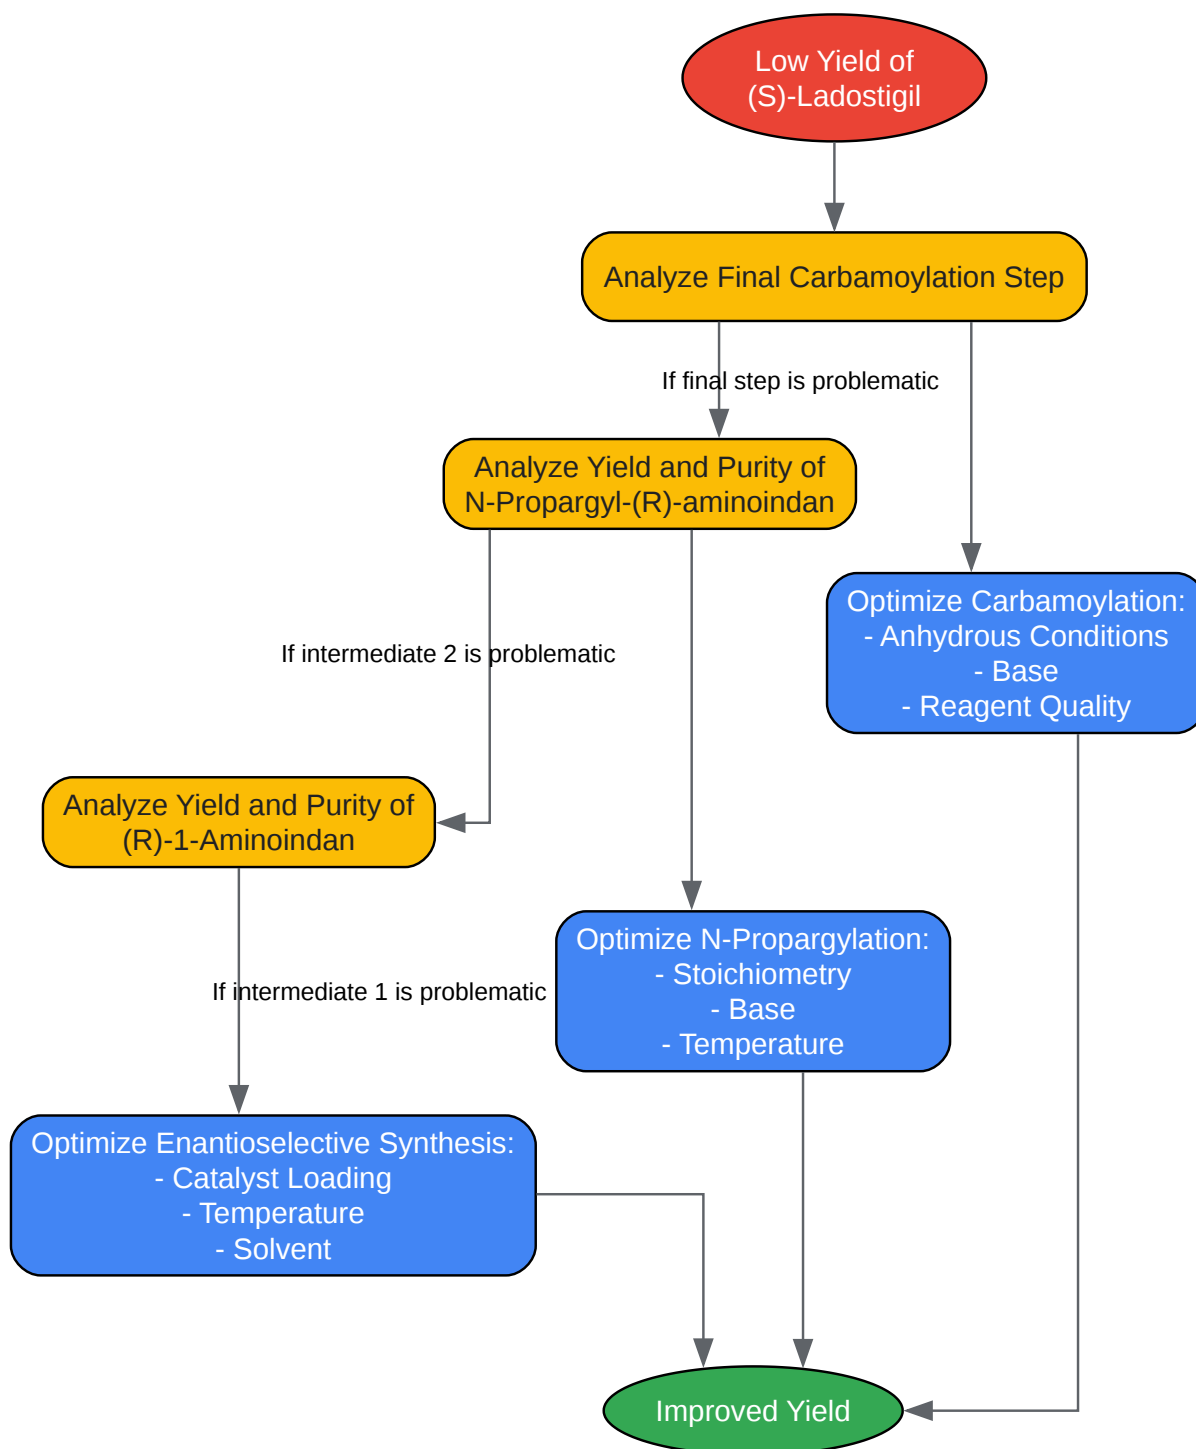 Low Yield of
(S)-Ladostigil
Analyze Final Carbamoylation Step
If final step is problematic
Analyze Yield and Purity of
N-Propargyl-(R)-aminoindan
Optimize Carbamoylation:
- Anhydrous Conditions
- Base
- Reagent Quality
If intermediate 2 is problematic
Analyze Yield and Purity of
(R)-1-Aminoindan
Optimize N-Propargylation:
- Stoichiometry
- Base
- Temperature
If intermediate 1 is problematic
Optimize Enantioselective Synthesis:
- Catalyst Loading
- Temperature
- Solvent
Improved Yield